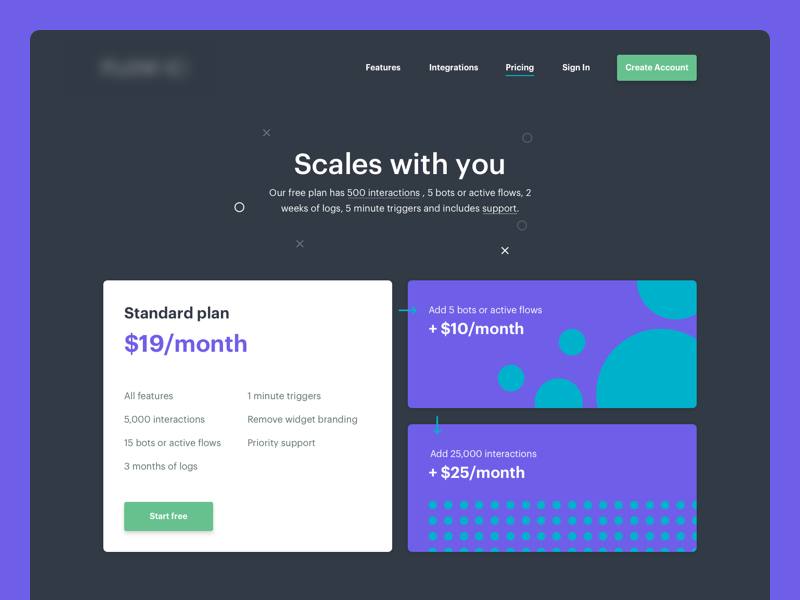 Features Integrations Pricing Sign In Create Account
Scales with you
Our free plan has 500 interactions , 5 bots or active flows, 2
weeks of logs, 5 minute triggers and includes support.
Standard plan
$19/month
All features
5,000 interactions
15 bots or active flows
3 months of logs
1 minute triggers
Remove widget branding
Priority support
Start free
Add 5 bots or active flows
+ $10/month
Add 25,000 interactions
+ $25/month